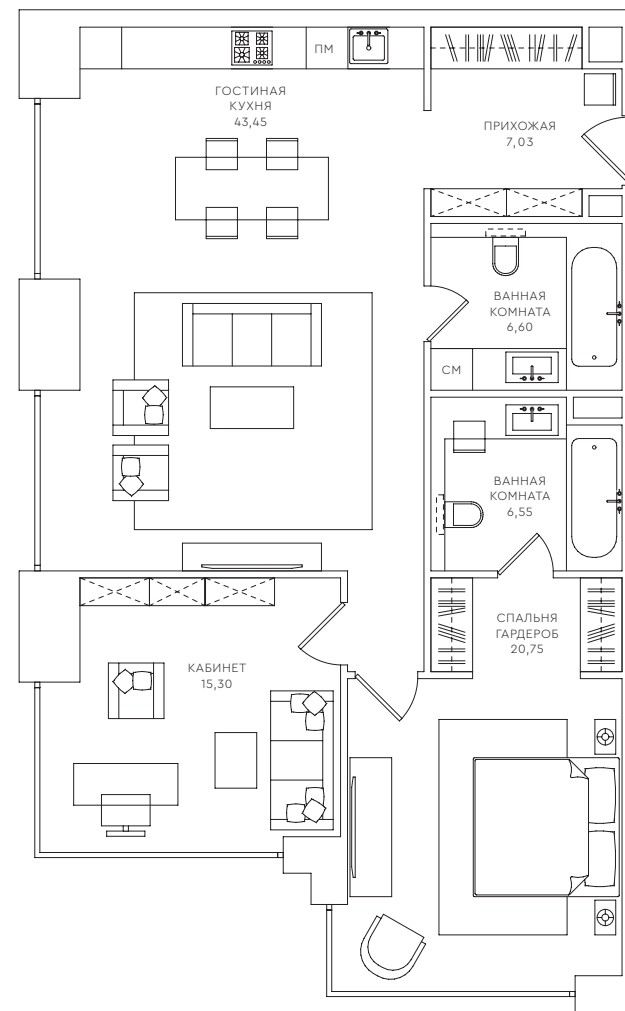 ПМ
ГОСТИНАЯ
КУХНЯ
43,45
ПРИХОЖАЯ
7,03
ВАННАЯ
КОМНАТА
6,60
СМ
ВАННАЯ
КОМНАТА
6,55
СПАЛЬНЯ
ГАРДЕРОБ
20,75
КАБИНЕТ
15,30